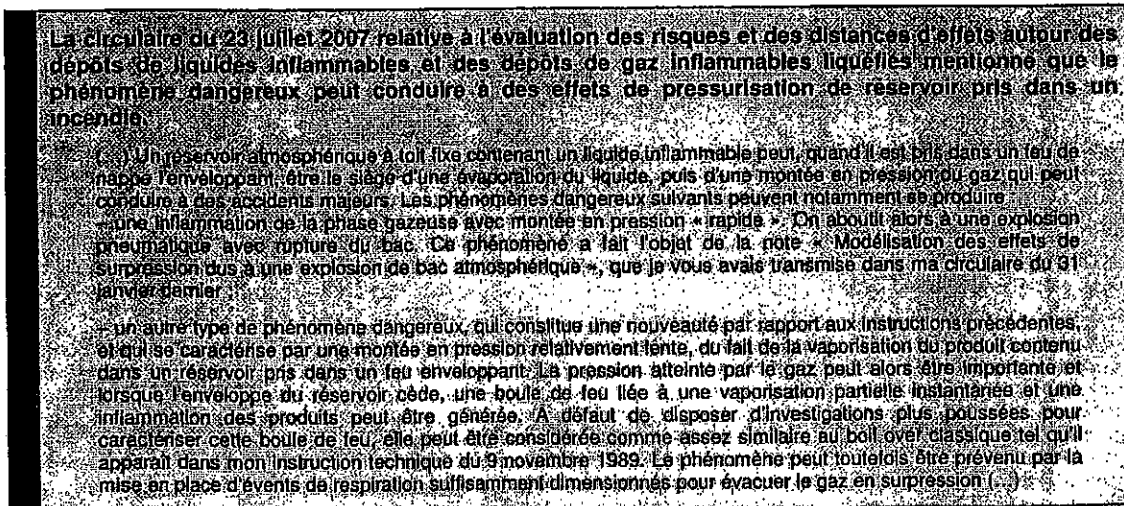 La circulaire du 23 juillet 2007 relative à l'évaluation des risques et des distances d'effets autour des
dépôts de liquides inflammables et des dépôts de gaz inflammables liquéfiés mentionne que le
phénomène dangereux peut conduire à des effets de pressurisation de réservoir pris dans un
incendie.
(...) Un réservoir atmosphérique à toit fixe contenant un liquide inflammable peut, quand il est pris dans un feu de
nappe l'enveloppant, être le siège d'une évaporation du liquide, puis d'une montée en pression du gaz qui peut
conduire à des accidents majeurs. Les phénomènes dangereux suivants peuvent notamment se produire
– une inflammation de la phase gazeuse avec montée en pression « rapide ». On aboutit alors à une explosion
pneumatique avec rupture du bac. Ce phénomène a fait l'objet de la note « Modélisation des effets de
surpression dus à une explosion de bac atmosphérique », que je vous avais transmise dans ma circulaire du 31
janvier dernier ;
– un autre type de phénomène dangereux, qui constitue une nouveauté par rapport aux instructions précédentes,
et qui se caractérise par une montée en pression relativement lente, du fait de la vaporisation du produit contenu
dans un réservoir pris dans un feu enveloppant. La pression atteinte par le gaz peut alors être importante et
lorsque l'enveloppe du réservoir cède, une boule de feu liée à une vaporisation partielle instantanée et une
inflammation des produits peut être générée. A défaut de disposer d'investigations plus poussées pour
caractériser cette boule de feu, elle peut être considérée comme assez similaire au boil over classique tel qu'il
apparaît dans mon instruction technique du 9 novembre 1989. Le phénomène peut toutefois être prévenu par la
mise en place d'évents de respiration suffisamment dimensionnés pour évacuer le gaz en surpression (...)